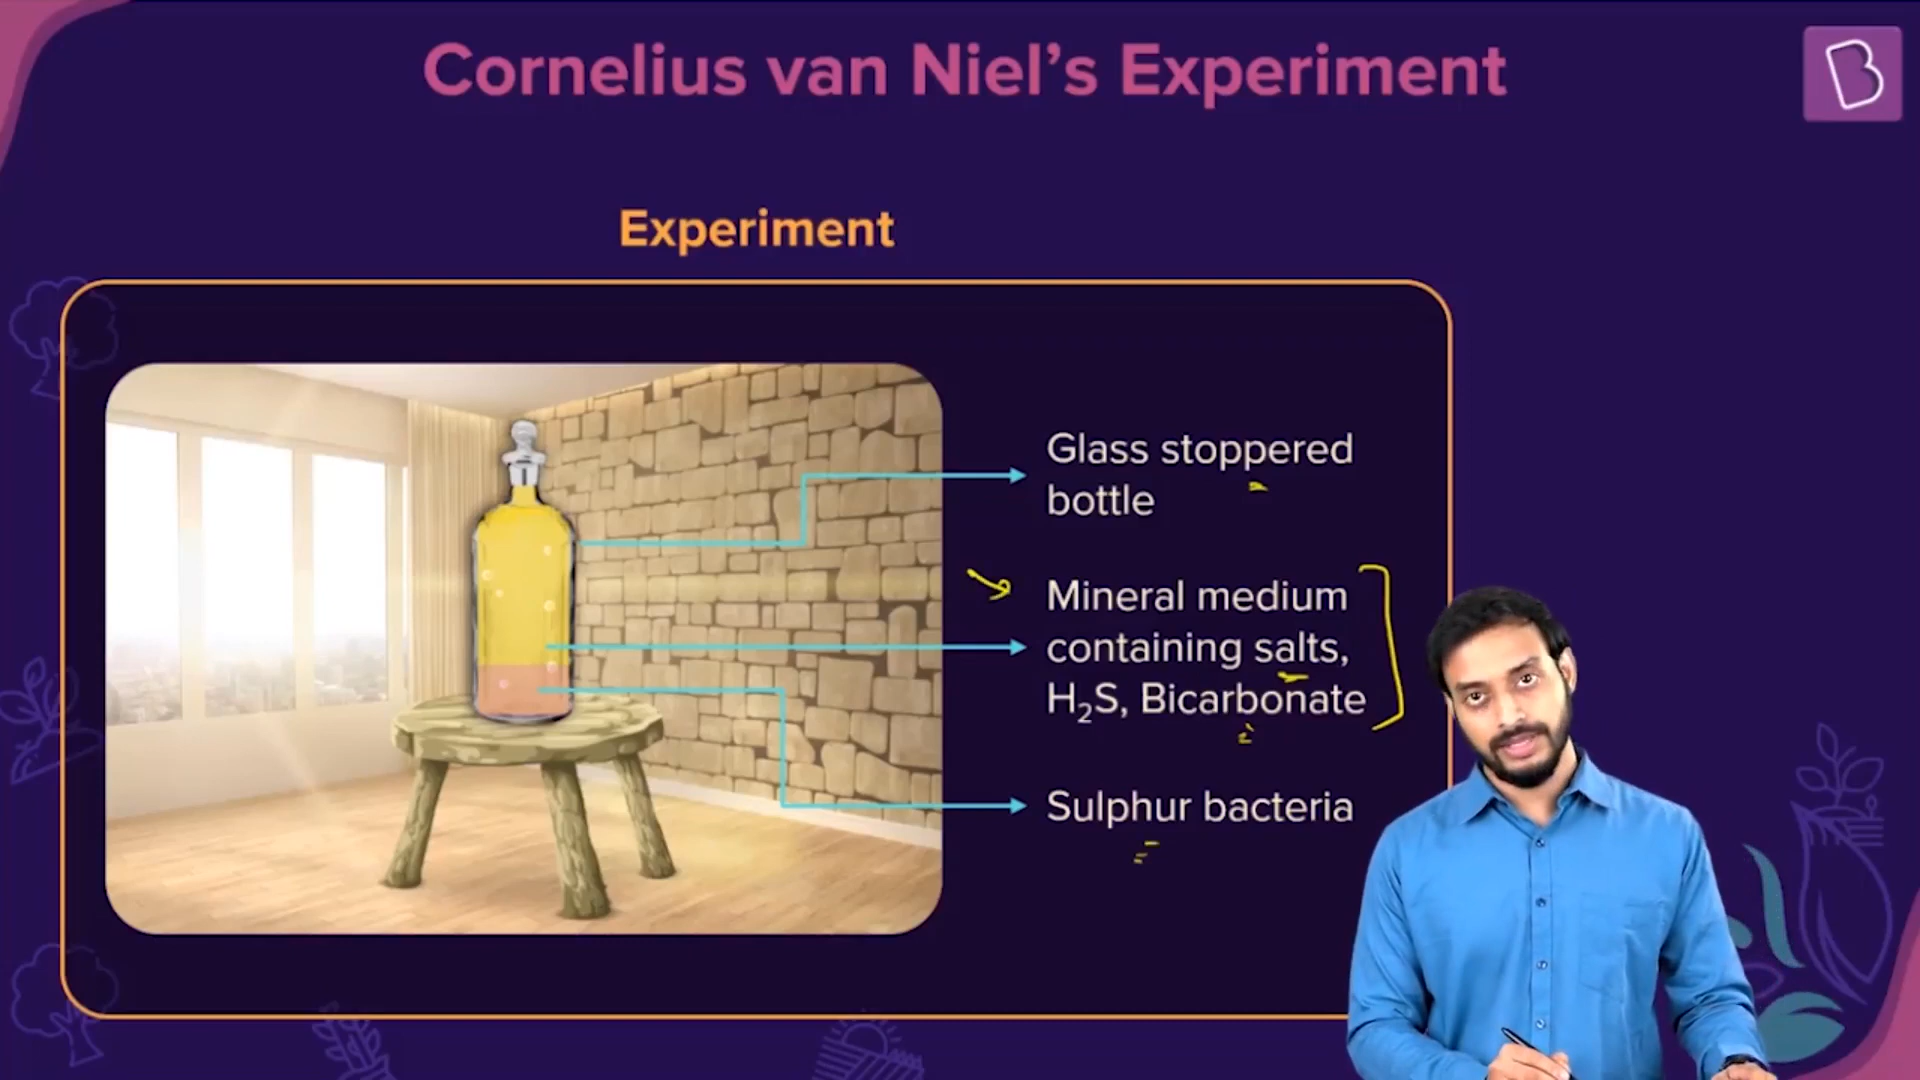 Cornelius van Niel’s Experiment
B
Experiment
Glass stoppered
bottle
Mineral medium
containing salts,
H₂S, Bicarbonate
Sulphur bacteria